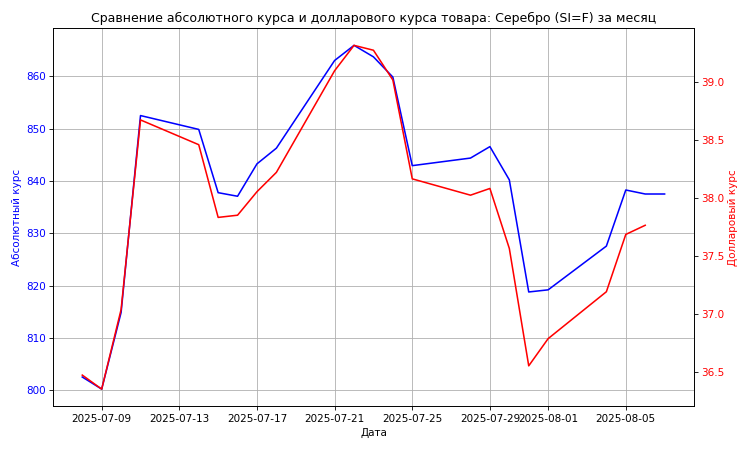 Сравнение абсолютного курса и долларового курса товара: Серебро (SI=F) за месяц
Абсолютный курс
860
850
840
830
820
810
800
39.0
38.5
38.0
37.5
37.0
36.5
Долларовый курс
2025-07-09 2025-07-13 2025-07-17 2025-07-21 2025-07-25 2025-07-29 2025-08-01 2025-08-05
Дата